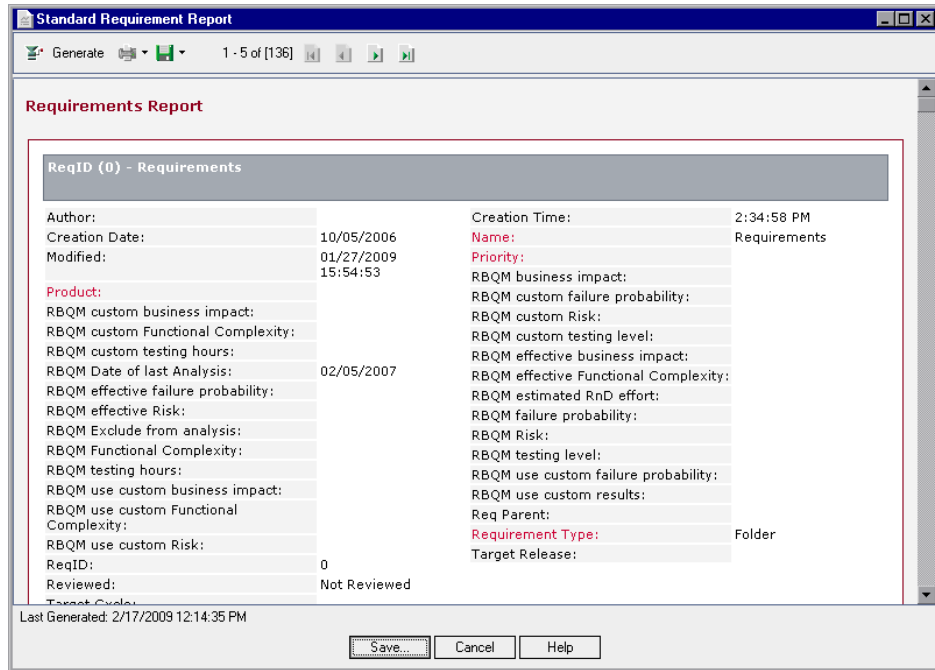 Standard Requirement Report
Generate 1 - 5 of [136]
Requirements Report
ReqID (0) - Requirements
Author:
Creation Date: 10/05/2006
Modified: 01/27/2009
15:54:53
Product:
RBQM custom business impact:
RBQM custom Functional Complexity:
RBQM custom testing hours:
RBQM Date of last Analysis: 02/05/2007
RBQM effective failure probability:
RBQM effective Risk:
RBQM Exclude from analysis:
RBQM Functional Complexity:
RBQM testing hours:
RBQM use custom business impact:
RBQM use custom Functional
Complexity:
RBQM use custom Risk:
ReqID: 0
Reviewed: Not Reviewed
Target Cycle:
Creation Time: 2:34:58 PM
Name: Requirements
Priority:
RBQM business impact:
RBQM custom failure probability:
RBQM custom Risk:
RBQM custom testing level:
RBQM effective business impact:
RBQM effective Functional Complexity:
RBQM estimated RnD effort:
RBQM failure probability:
RBQM Risk:
RBQM testing level:
RBQM use custom failure probability:
RBQM use custom results:
Req Parent:
Requirement Type: Folder
Target Release:
Last Generated: 2/17/2009 12:14:35 PM
Save... Cancel Help